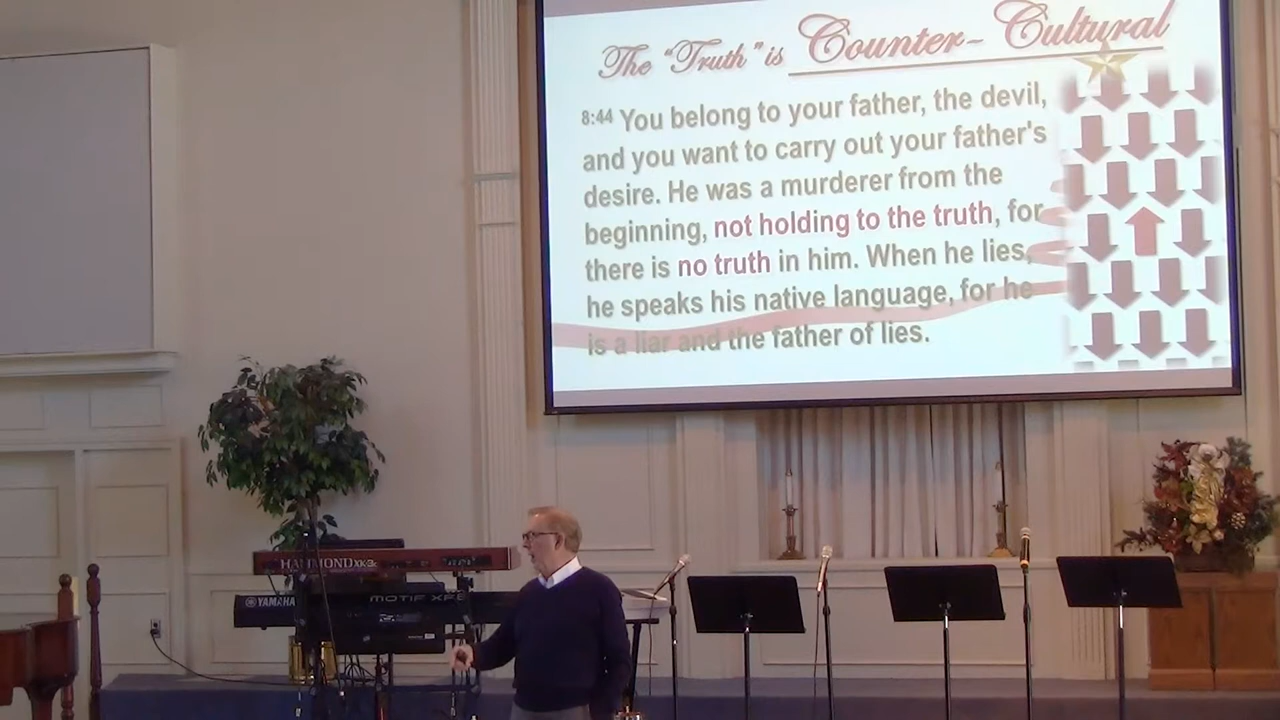 The "Truth" is Counter- Cultural
8:44 You belong to your father, the devil,
and you want to carry out your father's
desire. He was a murderer from the
beginning, not holding to the truth, for
there is no truth in him. When he lies,
he speaks his native language, for he
is a liar and the father of lies.
HAMMOND XK-3c
YAMAHA
MOTIF XF8